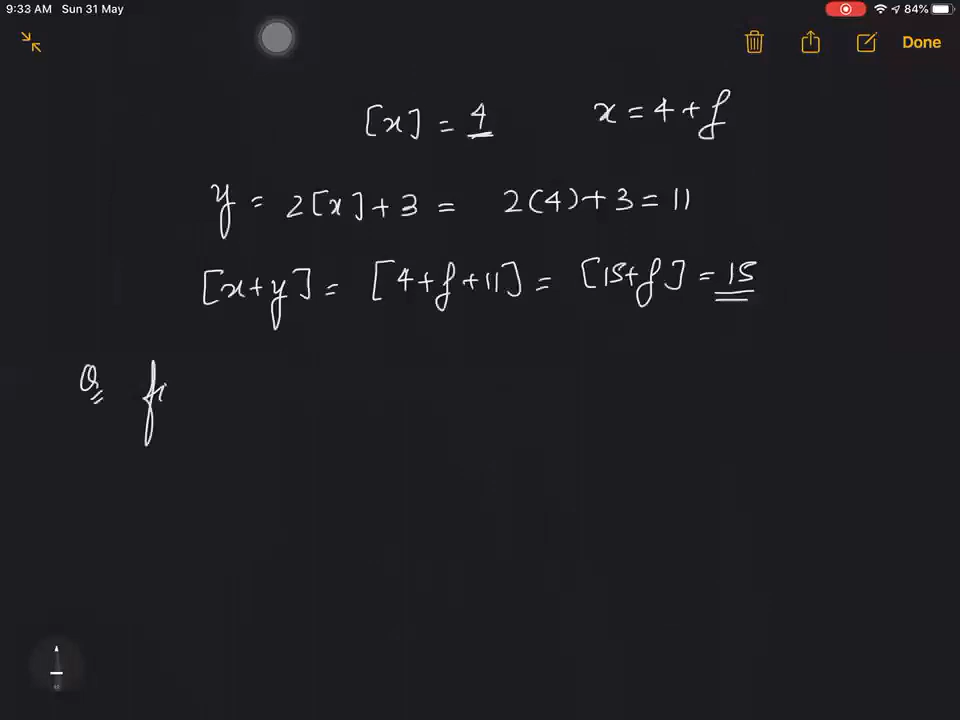 9:33 AM Sun 31 May 84%
Done
[x] = 4 x = 4 + f
y = 2[x] + 3 = 2(4) + 3 = 11
[x+y] = [4+f+11] = [15+f] = 15
Q fi